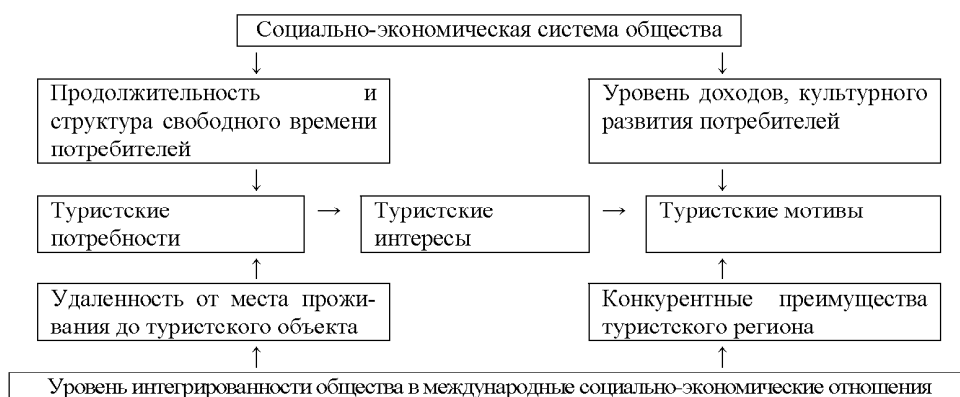 Социально-экономическая система общества
Продолжительность и
структура свободного времени
потребителей
Уровень доходов, культурного
развития потребителей
Туристские
потребности
Туристские
интересы
Туристские мотивы
Удаленность от места прожи-
вания до туристского объекта
Конкурентные преимущества
туристского региона
Уровень интегрированности общества в международные социально-экономические отношения